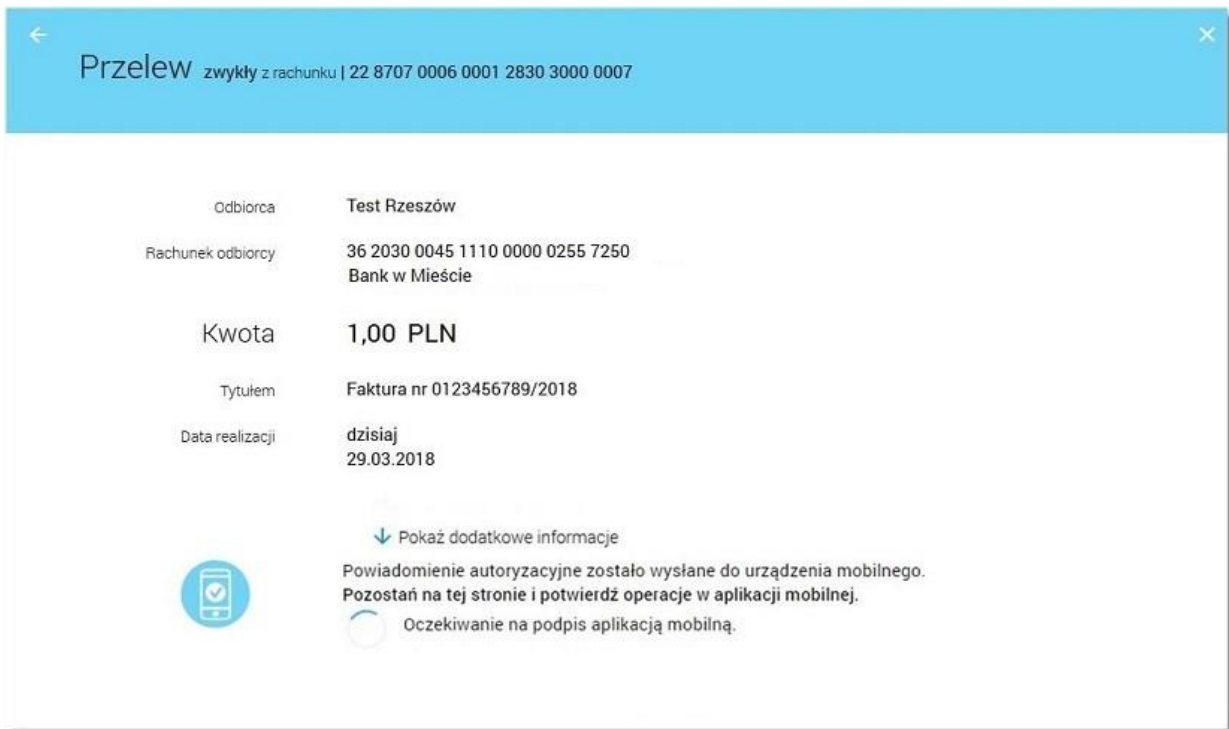 Przelew zwykły z rachunku | 22 8707 0006 0001 2830 3000 0007
Odbiorca Test Rzeszów
Rachunek odbiorcy 36 2030 0045 1110 0000 0255 7250
Bank w Mieście
Kwota 1,00 PLN
Tytułem Faktura nr 0123456789/2018
Data realizacji dzisiaj
29.03.2018
Pokaż dodatkowe informacje
Powiadomienie autoryzacyjne zostało wysłane do urządzenia mobilnego.
Pozostań na tej stronie i potwierdź operacje w aplikacji mobilnej.
Oczekiwanie na podpis aplikacją mobilną.